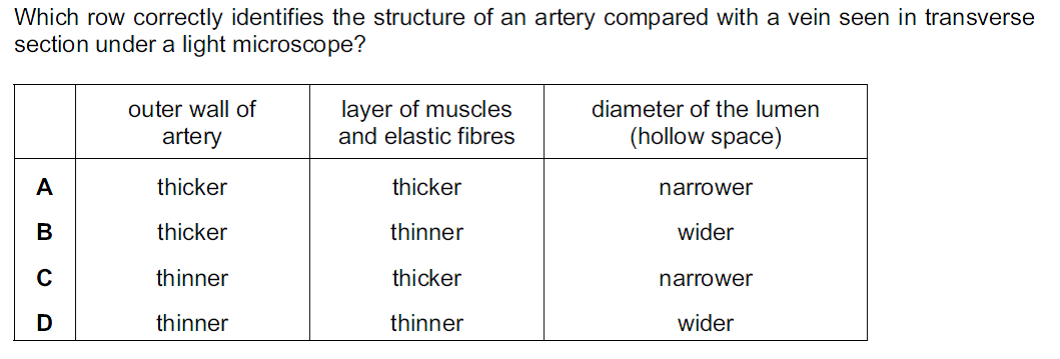 Which row correctly identifies the structure of an artery compared with a vein seen in transverse
section under a light microscope?
outer wall of artery layer of muscles and elastic fibres diameter of the lumen (hollow space)
A thicker thicker narrower
B thicker thinner wider
C thinner thicker narrower
D thinner thinner wider